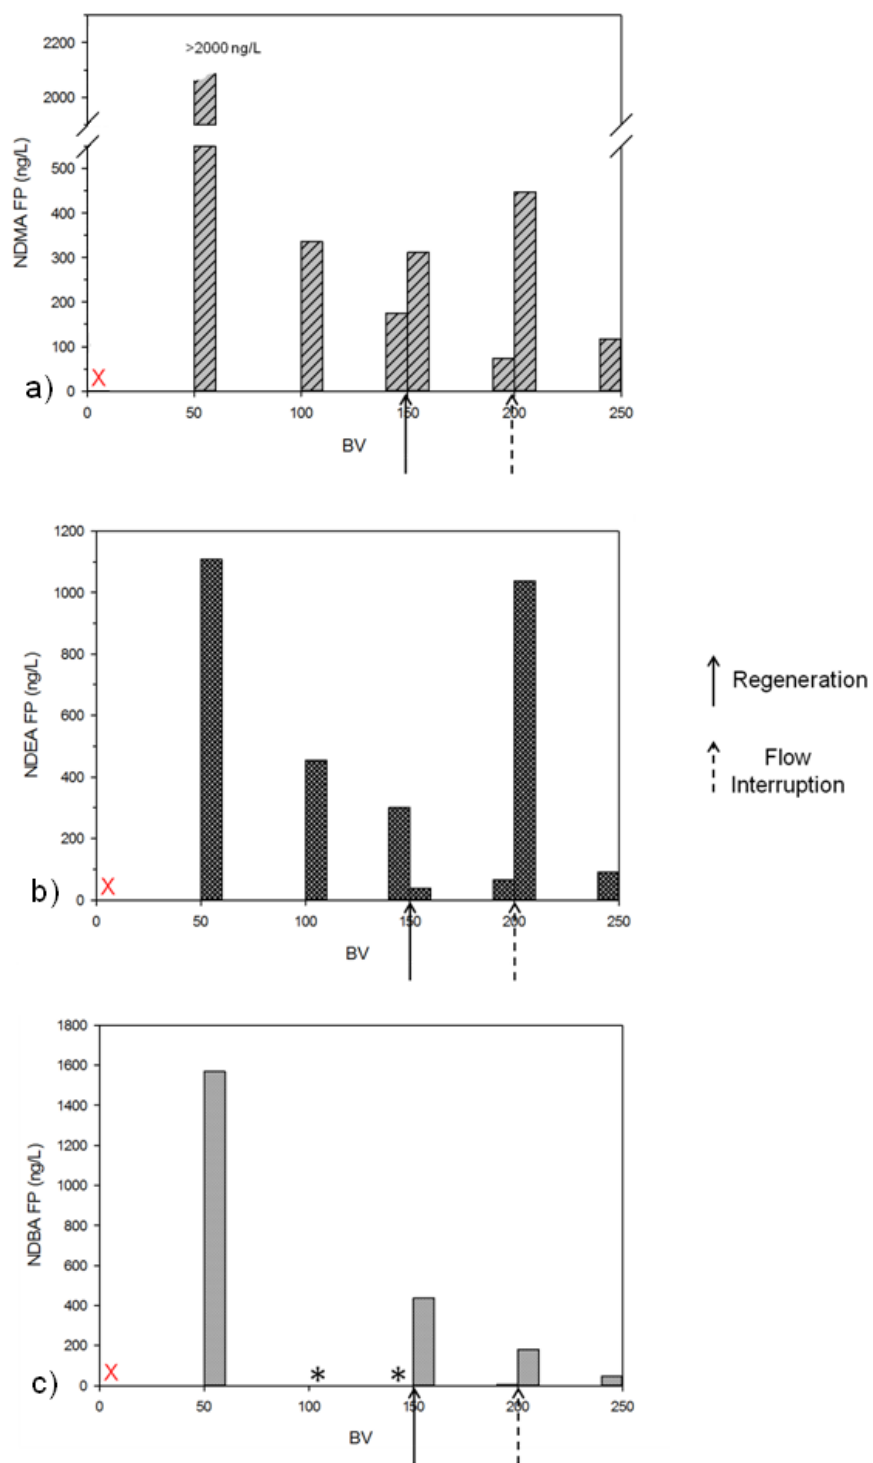 >2000 ng/L
2200
2000
NDMA FP (ng/L)
500
400
300
200
100
0
X
a)
0 50 100 150 200 250
BV
1200
1000
800
600
400
200
0
NDEA FP (ng/L)
X
b)
0 50 100 150 200 250
BV
Regeneration
Flow
Interruption
1800
1600
1400
1200
1000
800
600
400
200
0
NDBA FP (ng/L)
X
* *
c)
0 50 100 150 200 250
BV